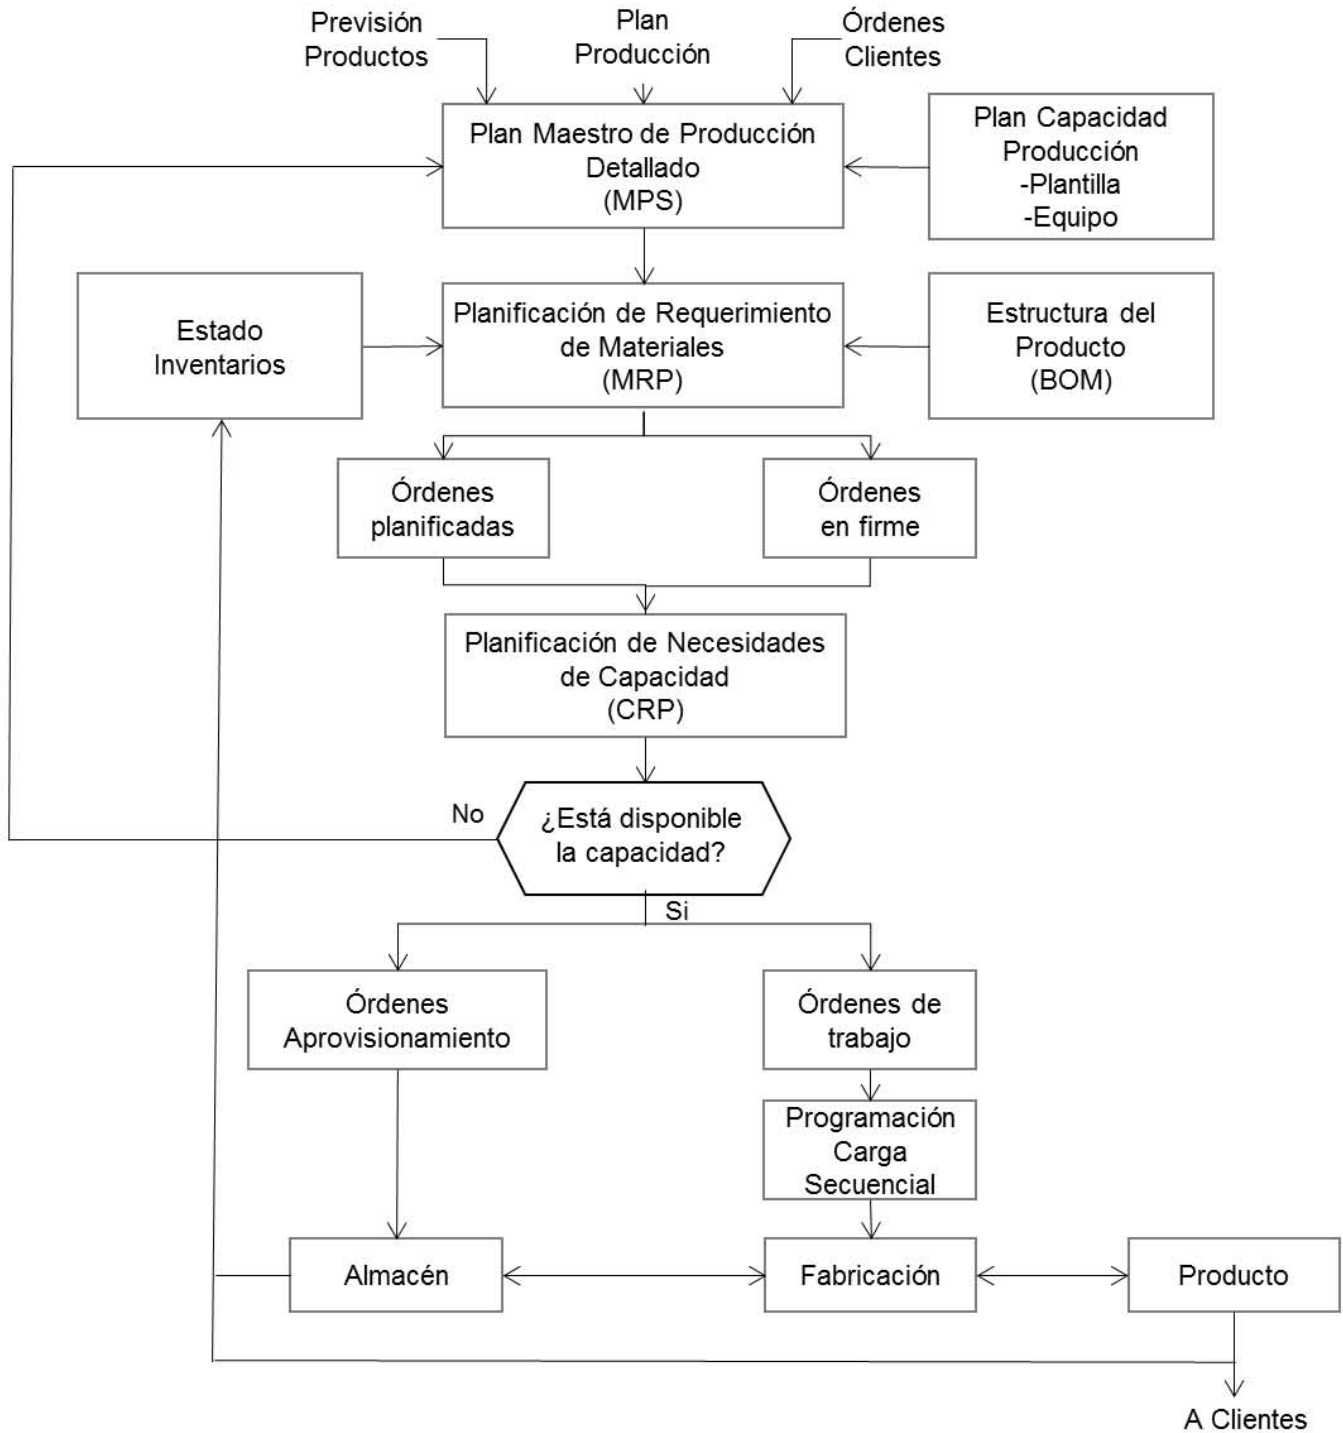 Previsión
Productos
Plan
Producción
Órdenes
Clientes
Plan Maestro de Producción
Detallado
(MPS)
Plan Capacidad
Producción
-Plantilla
-Equipo
Estado
Inventarios
Planificación de Requerimiento
de Materiales
(MRP)
Estructura del
Producto
(BOM)
Órdenes
planificadas
Órdenes
en firme
Planificación de Necesidades
de Capacidad
(CRP)
No
¿Está disponible
la capacidad?
Si
Órdenes
Aprovisionamiento
Órdenes de
trabajo
Programación
Carga
Secuencial
Almacén
Fabricación
Producto
A Clientes